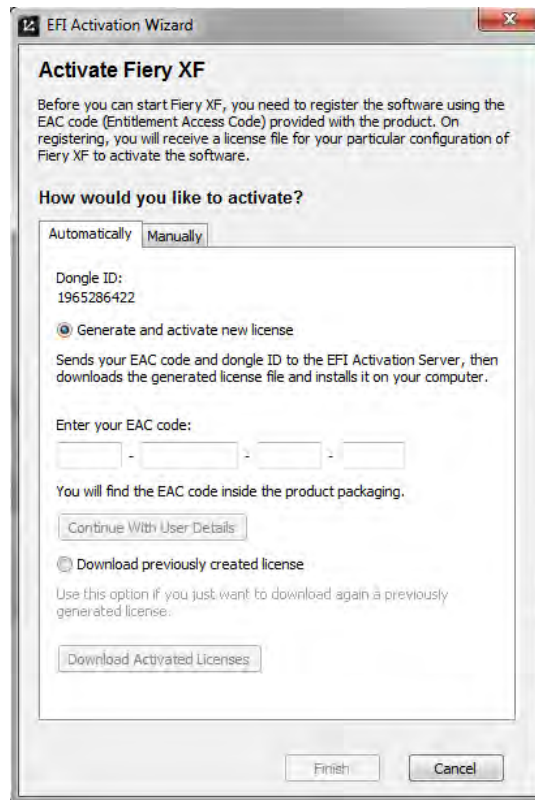 EFI Activation Wizard
Activate Fiery XF
Before you can start Fiery XF, you need to register the software using the
EAC code (Entitlement Access Code) provided with the product. On
registering, you will receive a license file for your particular configuration of
Fiery XF to activate the software.
How would you like to activate?
Automatically Manually
Dongle ID:
1965286422
Generate and activate new license
Sends your EAC code and dongle ID to the EFI Activation Server, then
downloads the generated license file and installs it on your computer.
Enter your EAC code:
- - -
You will find the EAC code inside the product packaging.
Continue With User Details
Download previously created license
Use this option if you just want to download again a previously
generated license.
Download Activated Licenses
Finish Cancel